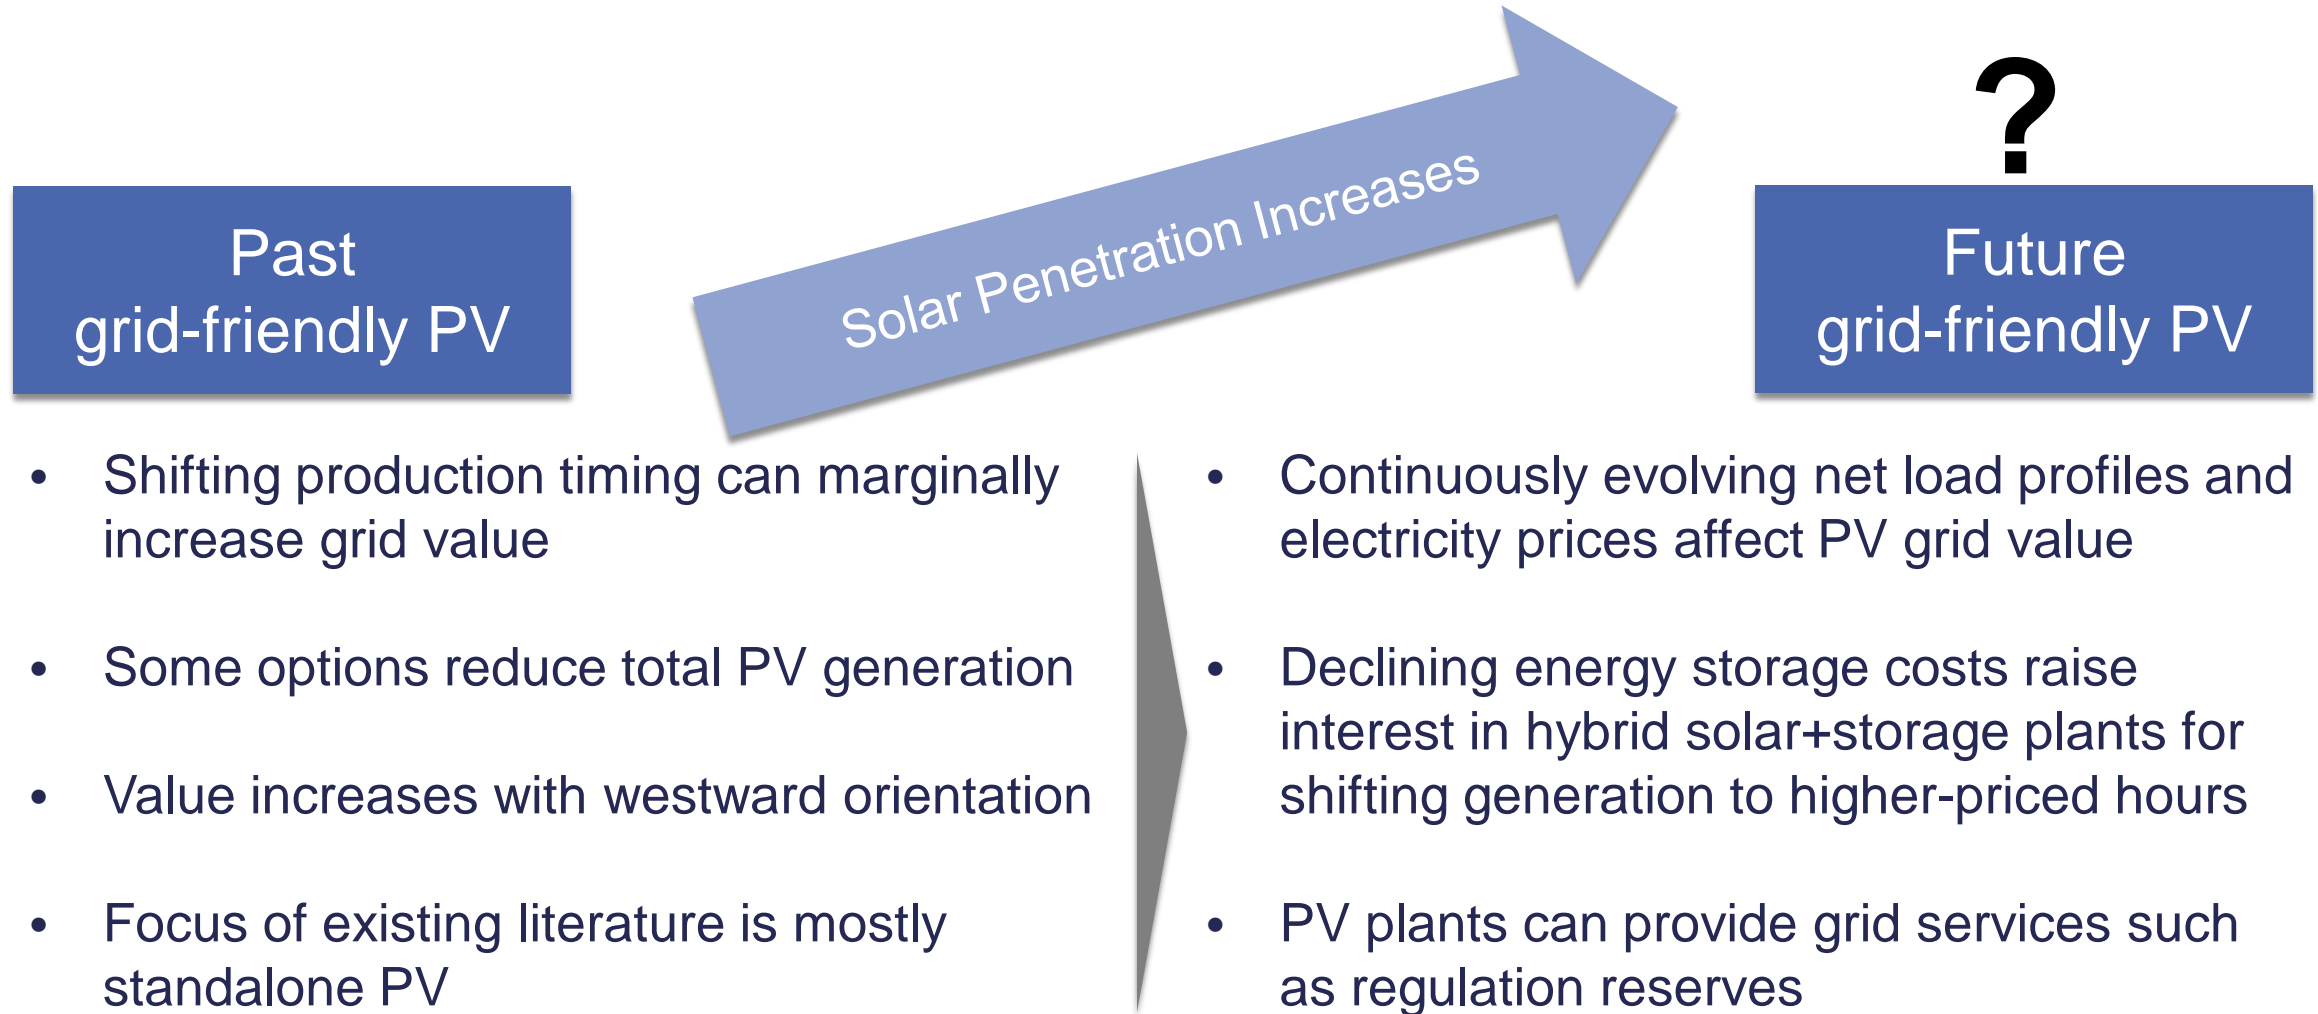 ?
Past
grid-friendly PV
Solar Penetration Increases
Future
grid-friendly PV
• Shifting production timing can marginally
increase grid value
• Some options reduce total PV generation
• Value increases with westward orientation
• Focus of existing literature is mostly
standalone PV
• Continuously evolving net load profiles and
electricity prices affect PV grid value
• Declining energy storage costs raise
interest in hybrid solar+storage plants for
shifting generation to higher-priced hours
• PV plants can provide grid services such
as regulation reserves